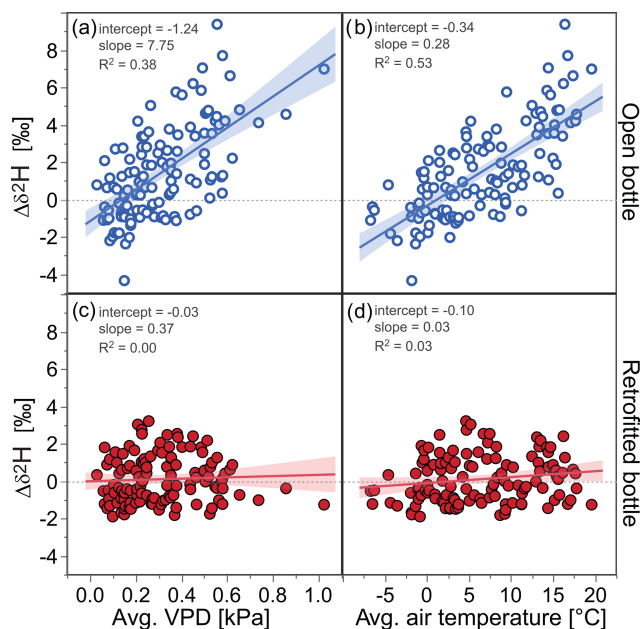 (a) intercept = -1.24
slope = 7.75
R² = 0.38
(b) intercept = -0.34
slope = 0.28
R² = 0.53
8
6
4
2
0
-2
-4
Δδ²H [‰]
Open bottle
(c) intercept = -0.03
slope = 0.37
R² = 0.00
(d) intercept = -0.10
slope = 0.03
R² = 0.03
8
6
4
2
0
-2
-4
Δδ²H [‰]
Retrofitted bottle
0.0 0.2 0.4 0.6 0.8 1.0
Avg. VPD [kPa]
-5 0 5 10 15 20
Avg. air temperature [°C]